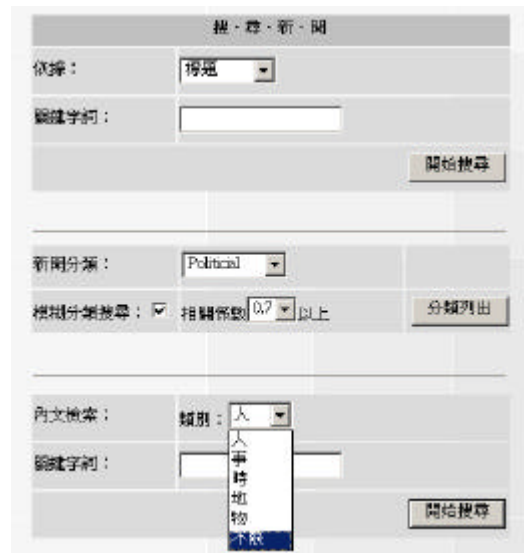 搜‧尋‧新‧聞
依據： 標題
關鍵字詞：
開始搜尋
新聞分類： Political
模糊分類搜尋： 相關係數 0.7 以上 分類列出
內文檢索： 類別： 人
人
事
關鍵字詞：
時
地
物
不限
開始搜尋